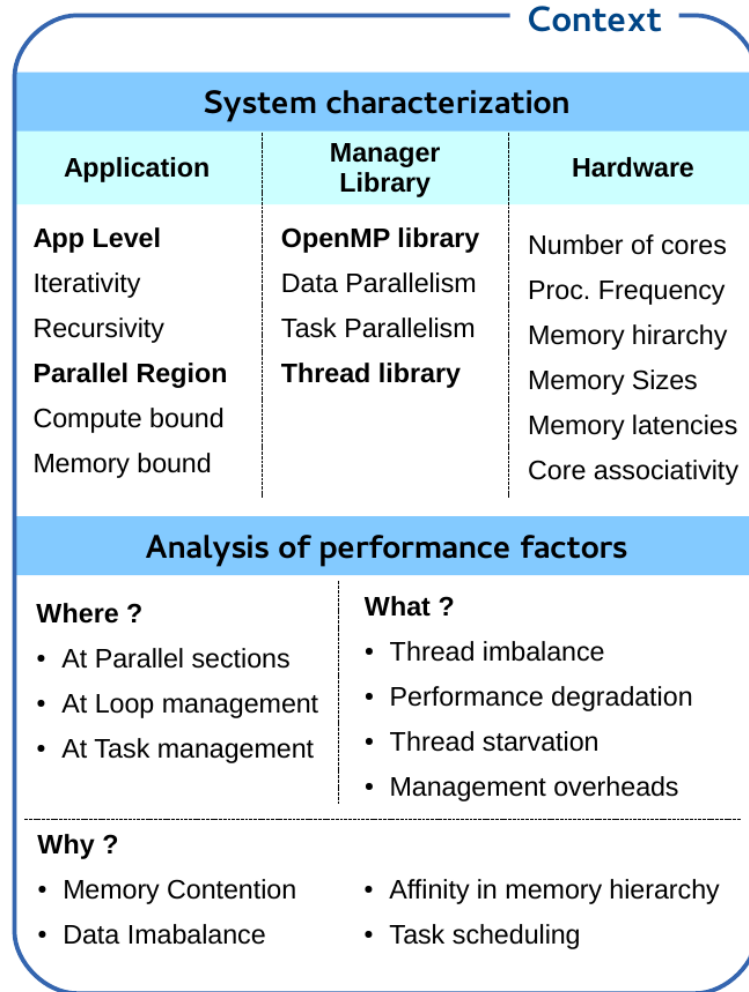 Context
System characterization
Application
Manager
Library
Hardware
App Level
Iterativity
Recursivity
Parallel Region
Compute bound
Memory bound
OpenMP library
Data Parallelism
Task Parallelism
Thread library
Number of cores
Proc. Frequency
Memory hirarchy
Memory Sizes
Memory latencies
Core associativity
Analysis of performance factors
Where ?
• At Parallel sections
• At Loop management
• At Task management
What ?
• Thread imbalance
• Performance degradation
• Thread starvation
• Management overheads
Why ?
• Memory Contention
• Data Imabalance
• Affinity in memory hierarchy
• Task scheduling